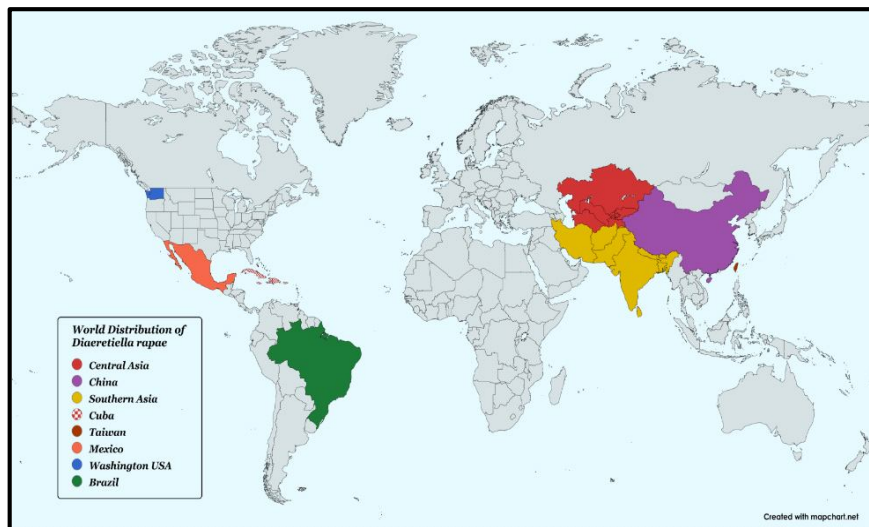 World Distribution of
Diaeretiella rapae
Central Asia
China
Southern Asia
Cuba
Taiwan
Mexico
Washington USA
Brazil
Created with mapchart.net